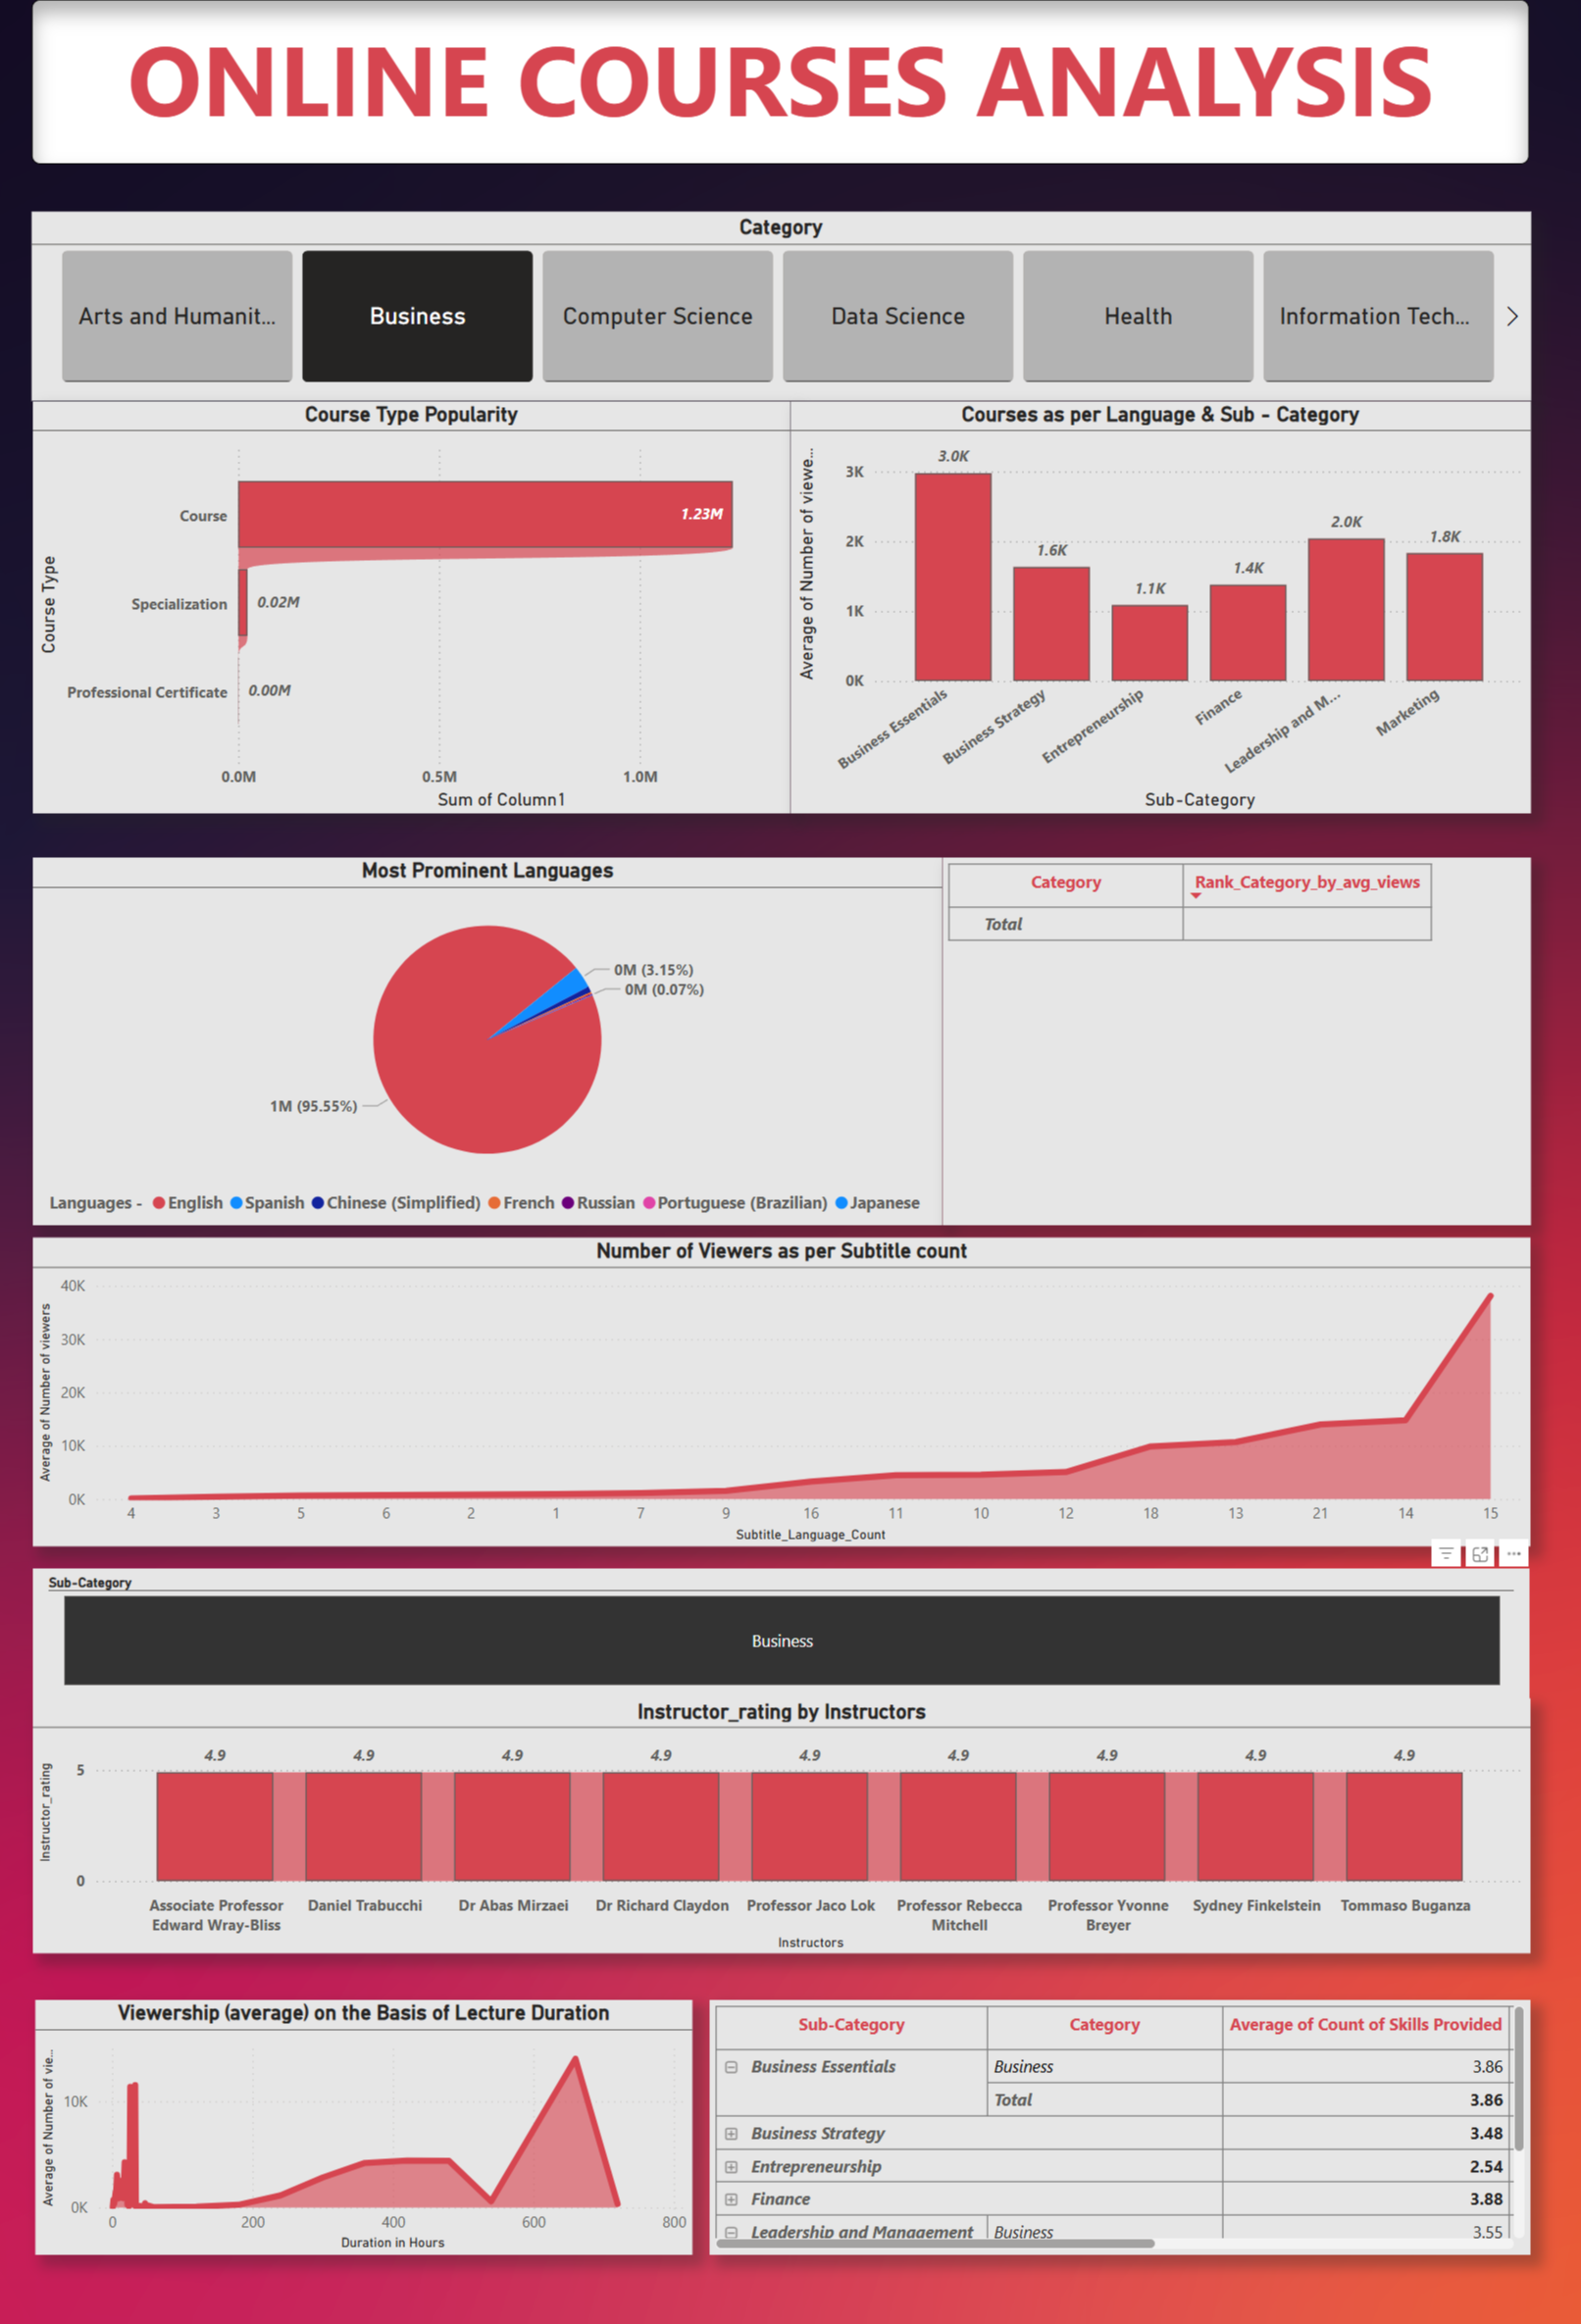 ONLINE COURSES ANALYSIS
Category
Arts and Humanit...
Business
Computer Science
Data Science
Health
Information Tech...
Course Type Popularity
Course Type
Course
1.23M
Specialization
0.02M
Professional Certificate
0.00M
0.0M
0.5M
1.0M
Sum of Column1
Courses as per Language & Sub - Category
Average of Number of viewe...
3K
2K
1K
0K
3.0K
1.6K
1.1K
1.4K
2.0K
1.8K
Business Essentials
Business Strategy
Entrepreneurship
Finance
Leadership and M...
Marketing
Sub-Category
Most Prominent Languages
0M (3.15%)
0M (0.07%)
1M (95.55%)
Languages - English Spanish Chinese (Simplified) French Russian Portuguese (Brazilian) Japanese
Category Rank_Category_by_avg_views
Total
Number of Viewers as per Subtitle count
Average of Number of viewers
40K
30K
20K
10K
0K
4 3 5 6 2 1 7 9 16 11 10 12 18 13 21 14 15
Subtitle_Language_Count
Sub-Category
Business
Instructor_rating by Instructors
Instructor_rating
5
0
4.9 4.9 4.9 4.9 4.9 4.9 4.9 4.9 4.9
Associate Professor
Edward Wray-Bliss
Daniel Trabucchi
Dr Abas Mirzaei
Dr Richard Claydon
Professor Jaco Lok
Professor Rebecca
Mitchell
Professor Yvonne
Breyer
Sydney Finkelstein
Tommaso Buganza
Instructors
Viewership (average) on the Basis of Lecture Duration
Average of Number of vie...
10K
0K
0 200 400 600 800
Duration in Hours
Sub-Category Category Average of Count of Skills Provided
Business Essentials Business 3.86
Total 3.86
Business Strategy 3.48
Entrepreneurship 2.54
Finance 3.88
Leadership and Management Business 3.55